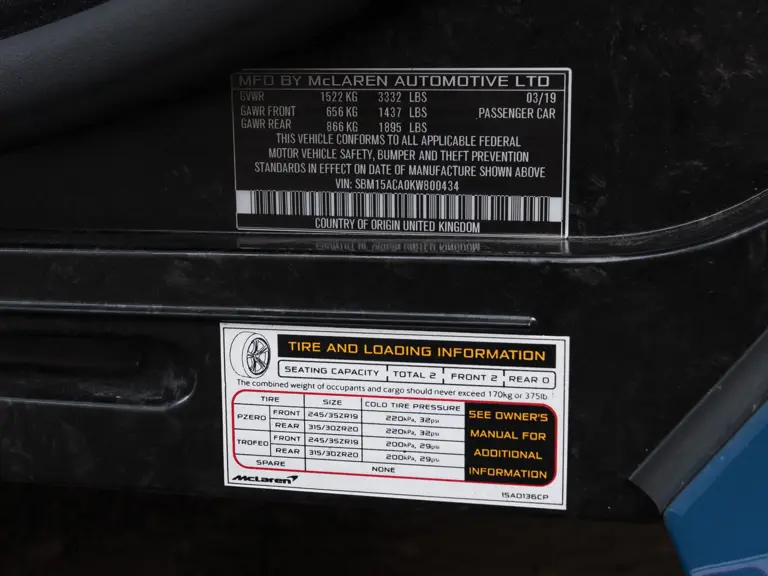 MFD BY McLAREN AUTOMOTIVE LTD
GVWR 1522 KG 3332 LBS 03/19
GAWR FRONT 656 KG 1437 LBS PASSENGER CAR
GAWR REAR 866 KG 1895 LBS
THIS VEHICLE CONFORMS TO ALL APPLICABLE FEDERAL
MOTOR VEHICLE SAFETY, BUMPER AND THEFT PREVENTION
STANDARDS IN EFFECT ON DATE OF MANUFACTURE SHOWN ABOVE
VIN: SBM15ACA0KW800434
COUNTRY OF ORIGIN UNITED KINGDOM
TIRE AND LOADING INFORMATION
SEATING CAPACITY TOTAL 2 FRONT 2 REAR 0
The combined weight of occupants and cargo should never exceed 170kg or 375lb.
TIRE SIZE COLD TIRE PRESSURE
PZERO FRONT 245/35ZR19 220kPa, 32psi
REAR 315/30ZR20 220kPa, 32psi
TROFEO FRONT 245/35ZR19 200kPa, 29psi
REAR 315/30ZR20 200kPa, 29psi
SPARE NONE
SEE OWNER'S
MANUAL FOR
ADDITIONAL
INFORMATION
McLaren
15A0136CP